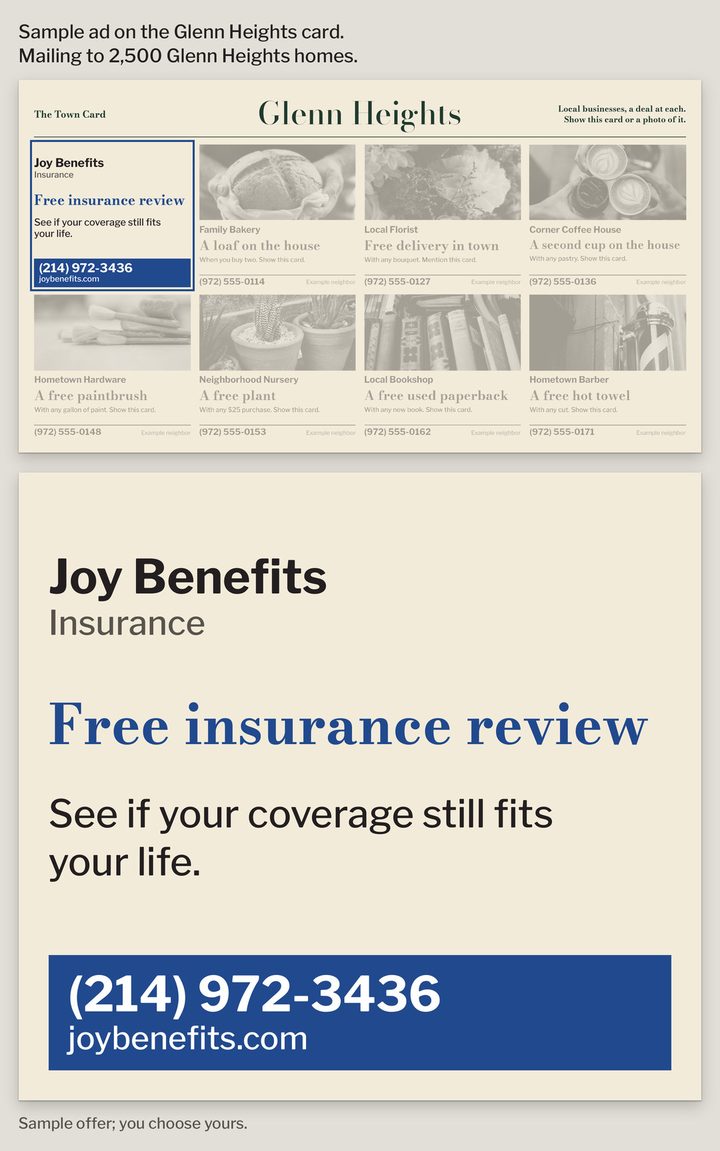 Sample ad on the Glenn Heights card.
Mailing to 2,500 Glenn Heights homes.
The Town Card
Glenn Heights
Local businesses, a deal at each.
Show this card or a photo of it.
Joy Benefits
Insurance
Free insurance review
See if your coverage still fits
your life.
(214) 972-3436
joybenefits.com
Family Bakery
A loaf on the house
When you buy two. Show this card.
(972) 555-0114
Example neighbor
Local Florist
Free delivery in town
With any bouquet. Mention this card.
(972) 555-0127
Example neighbor
Corner Coffee House
A second cup on the house
With any pastry. Show this card.
(972) 555-0136
Example neighbor
Hometown Hardware
A free paintbrush
With any gallon of paint. Show this card.
(972) 555-0148
Example neighbor
Neighborhood Nursery
A free plant
With any $25 purchase. Show this card.
(972) 555-0153
Example neighbor
Local Bookshop
A free used paperback
With any new book. Show this card.
(972) 555-0162
Example neighbor
Hometown Barber
A free hot towel
With any cut. Show this card.
(972) 555-0171
Example neighbor
Joy Benefits
Insurance
Free insurance review
See if your coverage still fits
your life.
(214) 972-3436
joybenefits.com
Sample offer; you choose yours.